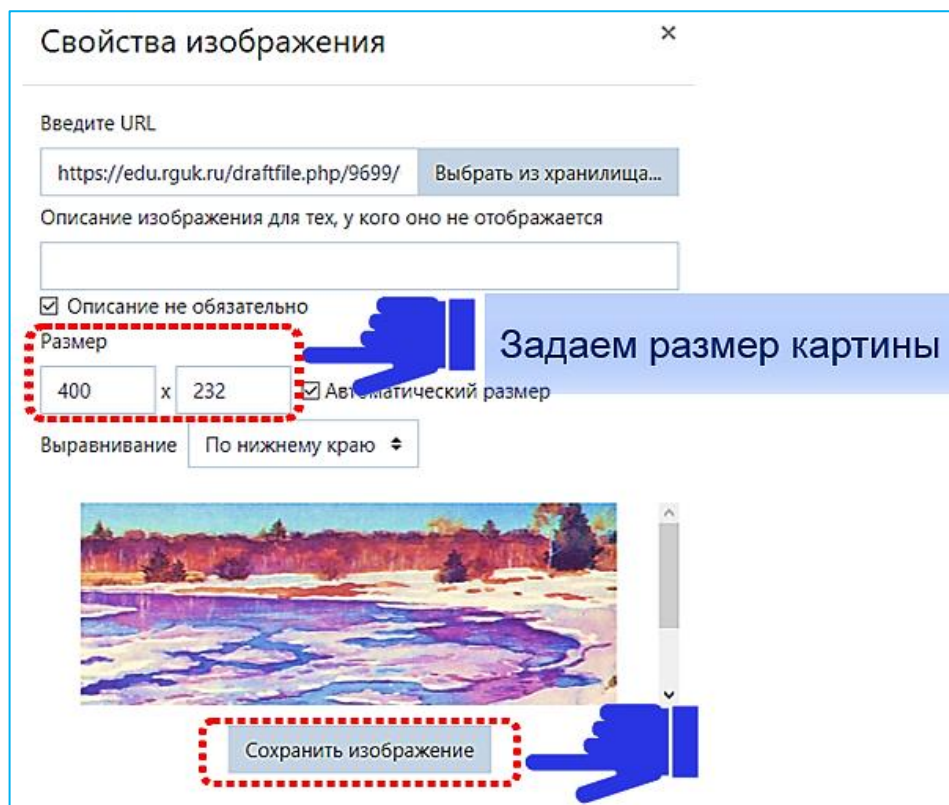 Свойства изображения ×
Введите URL
https://edu.rguk.ru/draftfile.php/9699/ Выбрать из хранилища...
Описание изображения для тех, у кого оно не отображается
Описание не обязательно
Размер
Задаем размер картины
400 x 232 Автоматический размер
Выравнивание По нижнему краю
Сохранить изображение